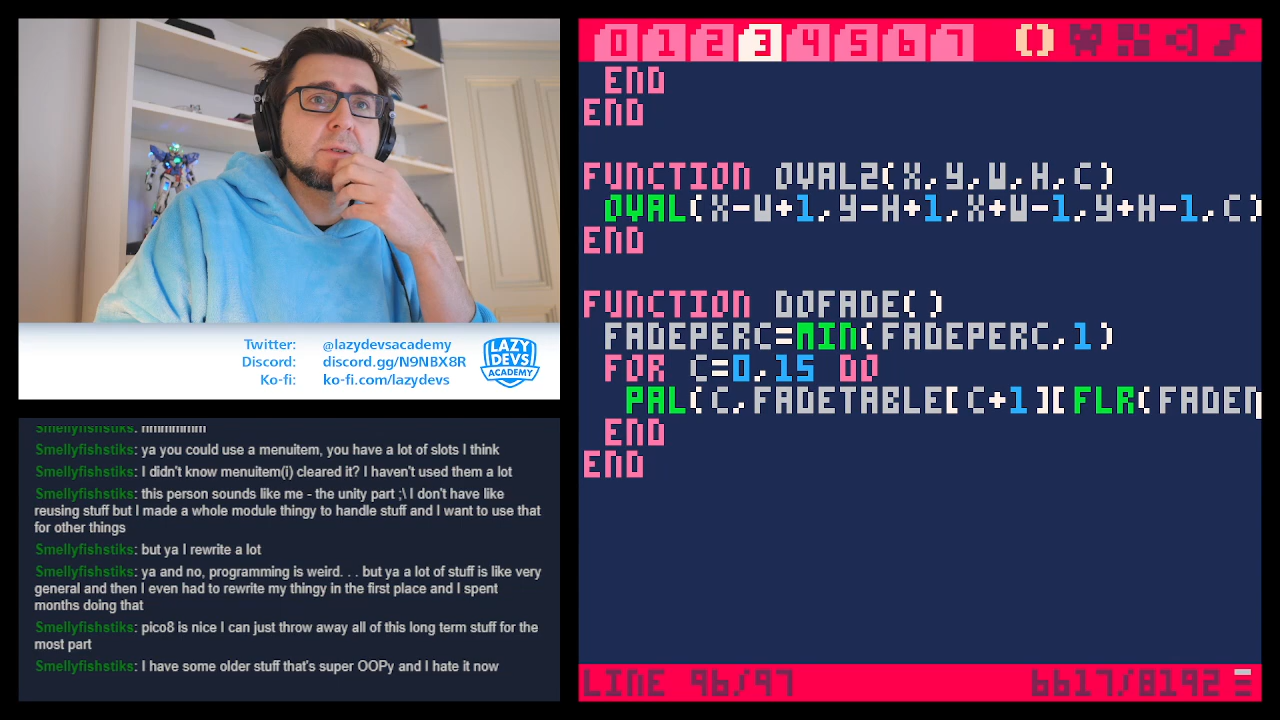 0 1 2 3 4 5 6 7 ()
END
END
FUNCTION OVAL2(X,Y,W,H,C)
OVAL(X-W+1,Y-H+1,X+W-1,Y+H-1,C)
END
FUNCTION DOFADE()
FADEPERC=MIN(FADEPERC,1)
FOR C=0,15 DO
PAL(C,FADETABLE[C+1][FLR(FADEN
END
END
LINE 96/97 6617/8192
Twitter: @lazydevsacademy
Discord: discord.gg/N9NBX8R
Ko-fi: ko-fi.com/lazydevs
LAZY
DEVS
ACADEMY
Smellyfishstiks: hmmmmmm
Smellyfishstiks: ya you could use a menuitem, you have a lot of slots I think
Smellyfishstiks: I didn't know menuitem(i) cleared it? I haven't used them a lot
Smellyfishstiks: this person sounds like me - the unity part ;\ I don't have like
reusing stuff but I made a whole module thingy to handle stuff and I want to use that
for other things
Smellyfishstiks: but ya I rewrite a lot
Smellyfishstiks: ya and no, programming is weird. . . but ya a lot of stuff is like very
general and then I even had to rewrite my thingy in the first place and I spent
months doing that
Smellyfishstiks: pico8 is nice I can just throw away all of this long term stuff for the
most part
Smellyfishstiks: I have some older stuff that's super OOPy and I hate it now